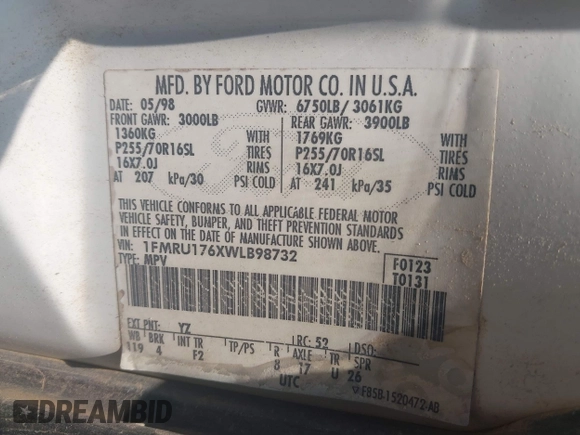 MFD. BY FORD MOTOR CO. IN U.S.A.
DATE: 05/98 GVWR: 6750LB/ 3061KG
FRONT GAWR: 3000LB REAR GAWR: 3900LB
1360KG WITH 1769KG WITH
P255/70R16SL TIRES P255/70R16SL TIRES
16X7.0J RIMS 16X7.0J RIMS
AT 207 kPa/30 PSI COLD AT 241 kPa/35 PSI COLD
THIS VEHICLE CONFORMS TO ALL APPLICABLE FEDERAL MOTOR
VEHICLE SAFETY, BUMPER, AND THEFT PREVENTION STANDARDS
IN EFFECT ON THE DATE OF MANUFACTURE SHOWN ABOVE.
VIN: 1FMRU176XWLB98732
TYPE: MPV F0123
T0131
EXT PNT: YZ RC: 52 DSO:
WB BRK INT TR TP/PS R AXLE TR SPR
119 4 F2 8 17 U 26
UTC
F85B-1520472-AB
DREAMBID